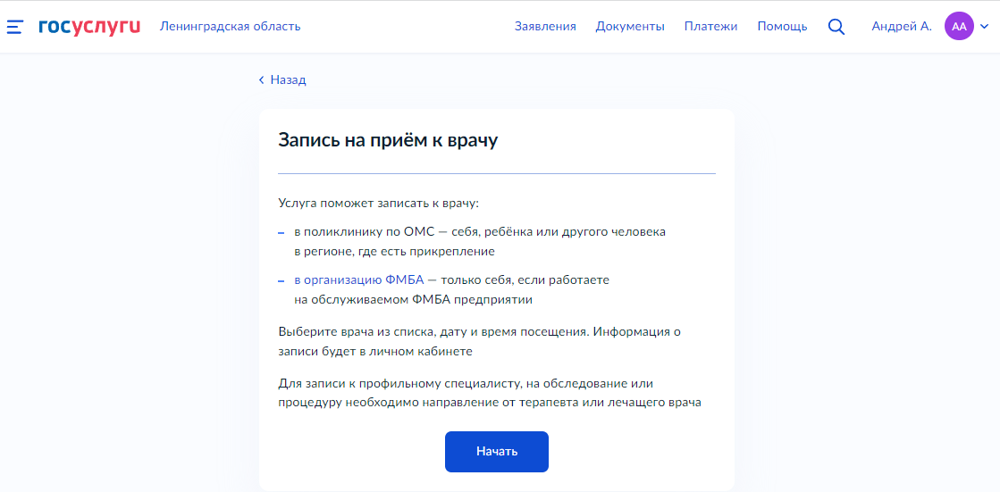 госуслуги Ленинградская область Заявления Документы Платежи Помощь Андрей А. АА
Назад
Запись на приём к врачу
Услуга поможет записать к врачу:
– в поликлинику по ОМС — себя, ребёнка или другого человека
в регионе, где есть прикрепление
– в организацию ФМБА — только себя, если работаете
на обслуживаемом ФМБА предприятии
Выберите врача из списка, дату и время посещения. Информация о
записи будет в личном кабинете
Для записи к профильному специалисту, на обследование или
процедуру необходимо направление от терапевта или лечащего врача
Начать